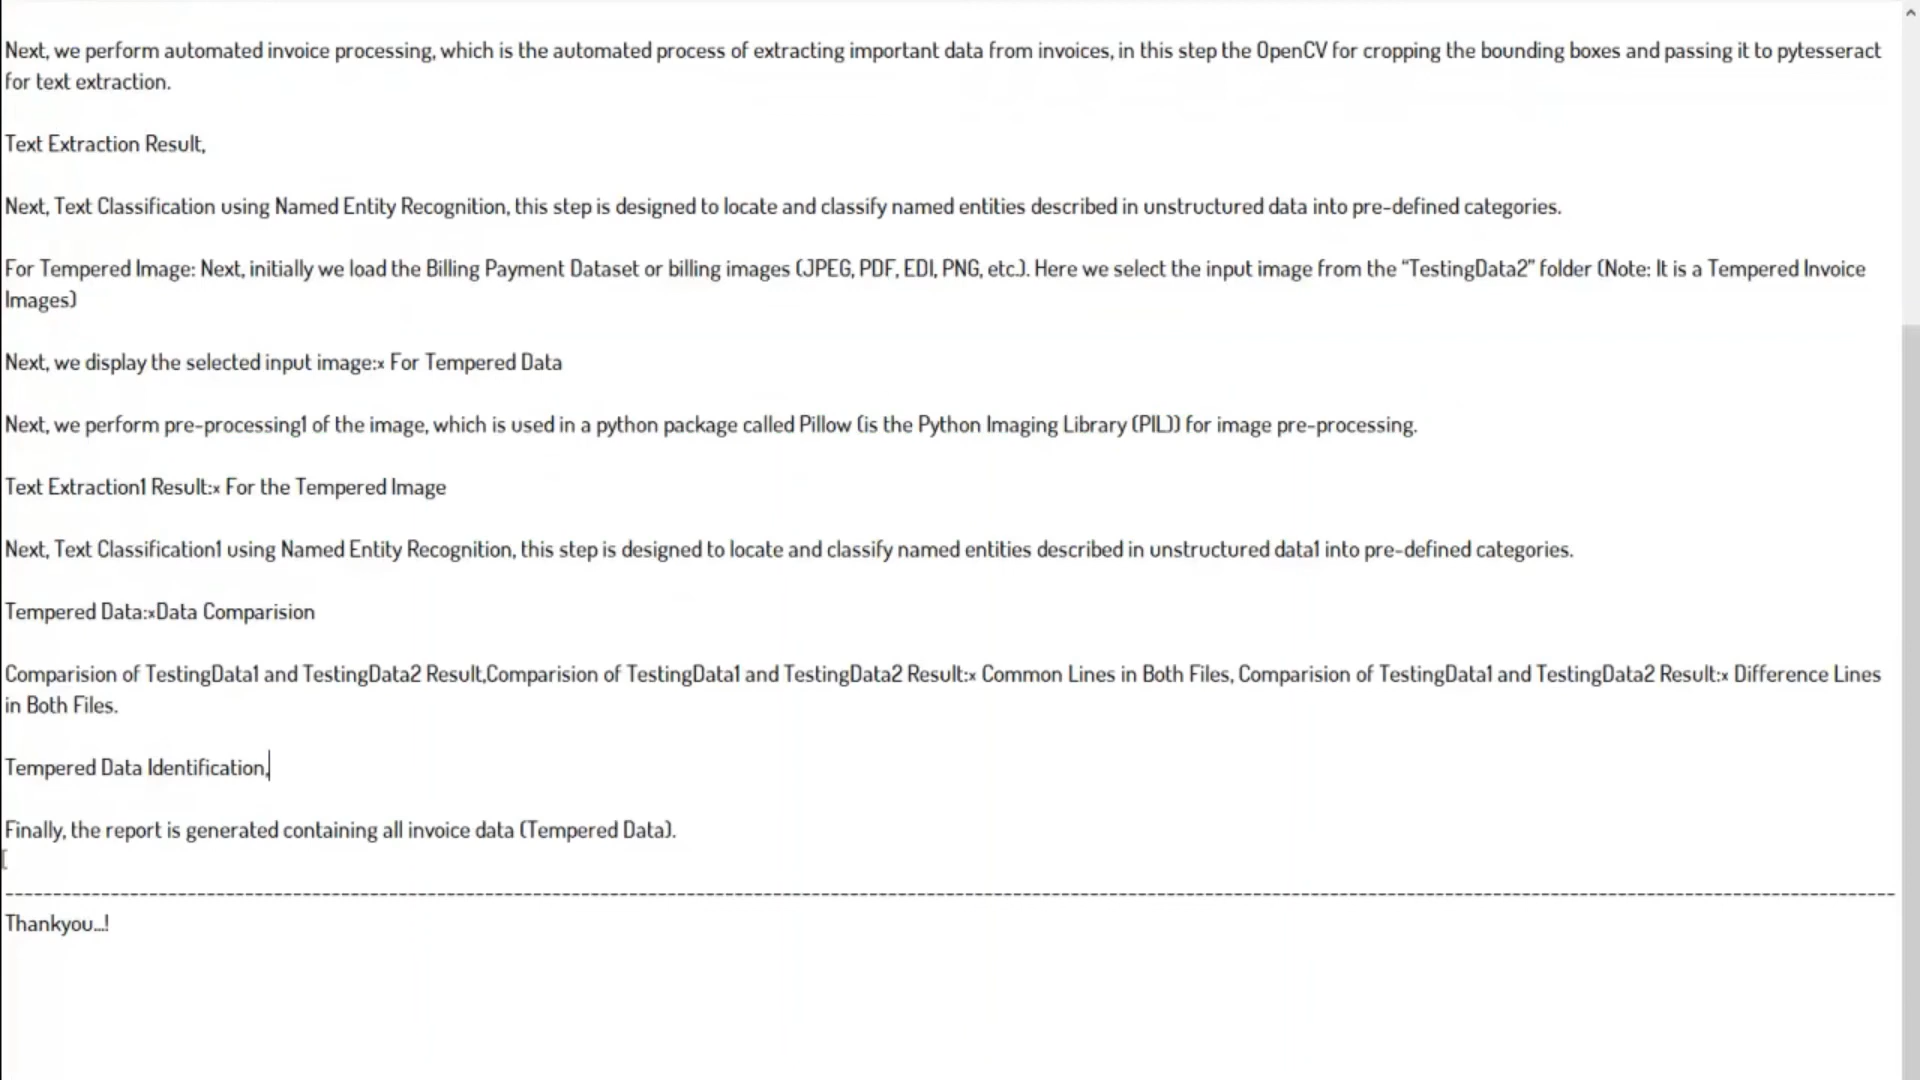 Next, we perform automated invoice processing, which is the automated process of extracting important data from invoices, in this step the OpenCV for cropping the bounding boxes and passing it to pytesseract
for text extraction.
Text Extraction Result,
Next, Text Classification using Named Entity Recognition, this step is designed to locate and classify named entities described in unstructured data into pre-defined categories.
For Tempered Image: Next, initially we load the Billing Payment Dataset or billing images (JPEG, PDF, EDI, PNG, etc.). Here we select the input image from the “TestingData2” folder (Note: It is a Tempered Invoice
Images)
Next, we display the selected input image:x For Tempered Data
Next, we perform pre-processing1 of the image, which is used in a python package called Pillow (is the Python Imaging Library (PIL)) for image pre-processing.
Text Extraction1 Result:x For the Tempered Image
Next, Text Classification1 using Named Entity Recognition, this step is designed to locate and classify named entities described in unstructured data1 into pre-defined categories.
Tempered Data:xData Comparision
Comparision of TestingData1 and TestingData2 Result,Comparision of TestingData1 and TestingData2 Result:x Common Lines in Both Files, Comparision of TestingData1 and TestingData2 Result:x Difference Lines
in Both Files.
Tempered Data Identification,
Finally, the report is generated containing all invoice data (Tempered Data).
Thankyou...!